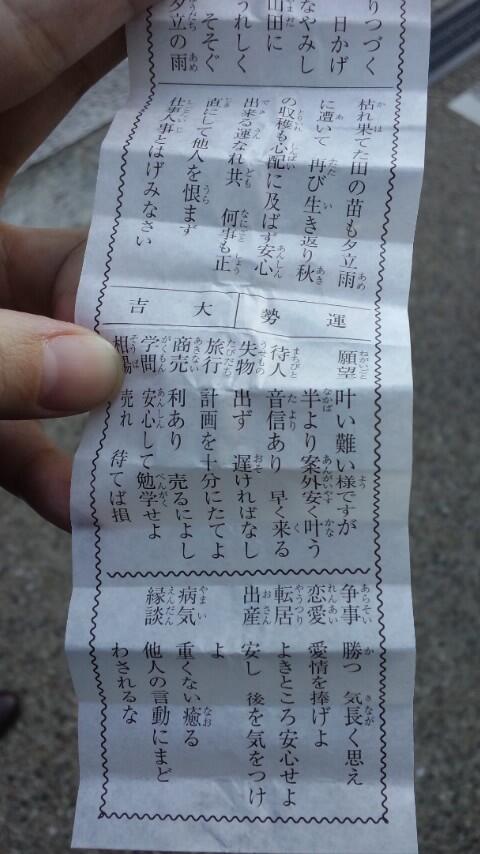 りつづく
日かげ
なやみし
山田に
うれしく
そそぐ
夕立の雨
枯れ果てた田の苗も夕立雨
に遭いて 再び生き返り秋
の収穫も心配に及ばず安心
出来る運なれ共 何事も正
直にして他人を恨まず
仕事大事とはげみなさい
運勢 大吉
願望 叶い難い様ですが
半より案外安く叶う
待人 音信あり 早く来る
失物 出ず 遅ければなし
旅行 計画を十分にたてよ
商売 利あり 売るによし
学問 安心して勉学せよ
相場 売れ 待てば損
争事 勝つ 気長く思え
恋愛 愛情を捧げよ
転居 よきところ安心せよ
出産 安し 後を気をつけ
よ
病気 重くない癒る
縁談 他人の言動にまど
わされるな